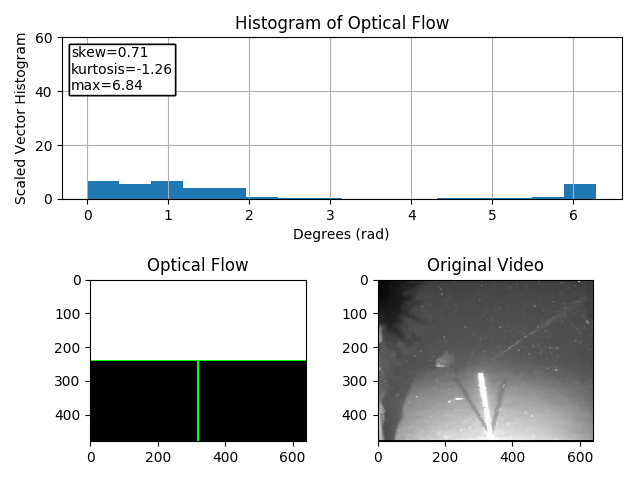 Histogram of Optical Flow
Scaled Vector Histogram
60
40
20
0
skew=0.71
kurtosis=-1.26
max=6.84
0 1 2 3 4 5 6
Degrees (rad)
Optical Flow
0
100
200
300
400
0 200 400 600
Original Video
0
100
200
300
400
0 200 400 600